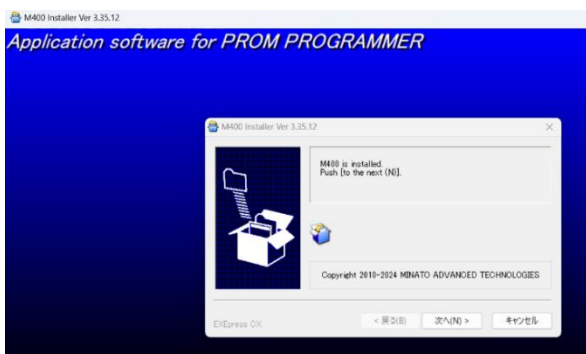 M400 Installer Ver 3.35.12
Application software for PROM PROGRAMMER
M400 Installer Ver 3.35.12
M400 is installed.
Push [to the next (N)].
Copyright 2010-2024 MINATO ADVANCED TECHNOLOGIES
EXEpress CX
< 戻る(B)
次へ(N) >
キャンセル